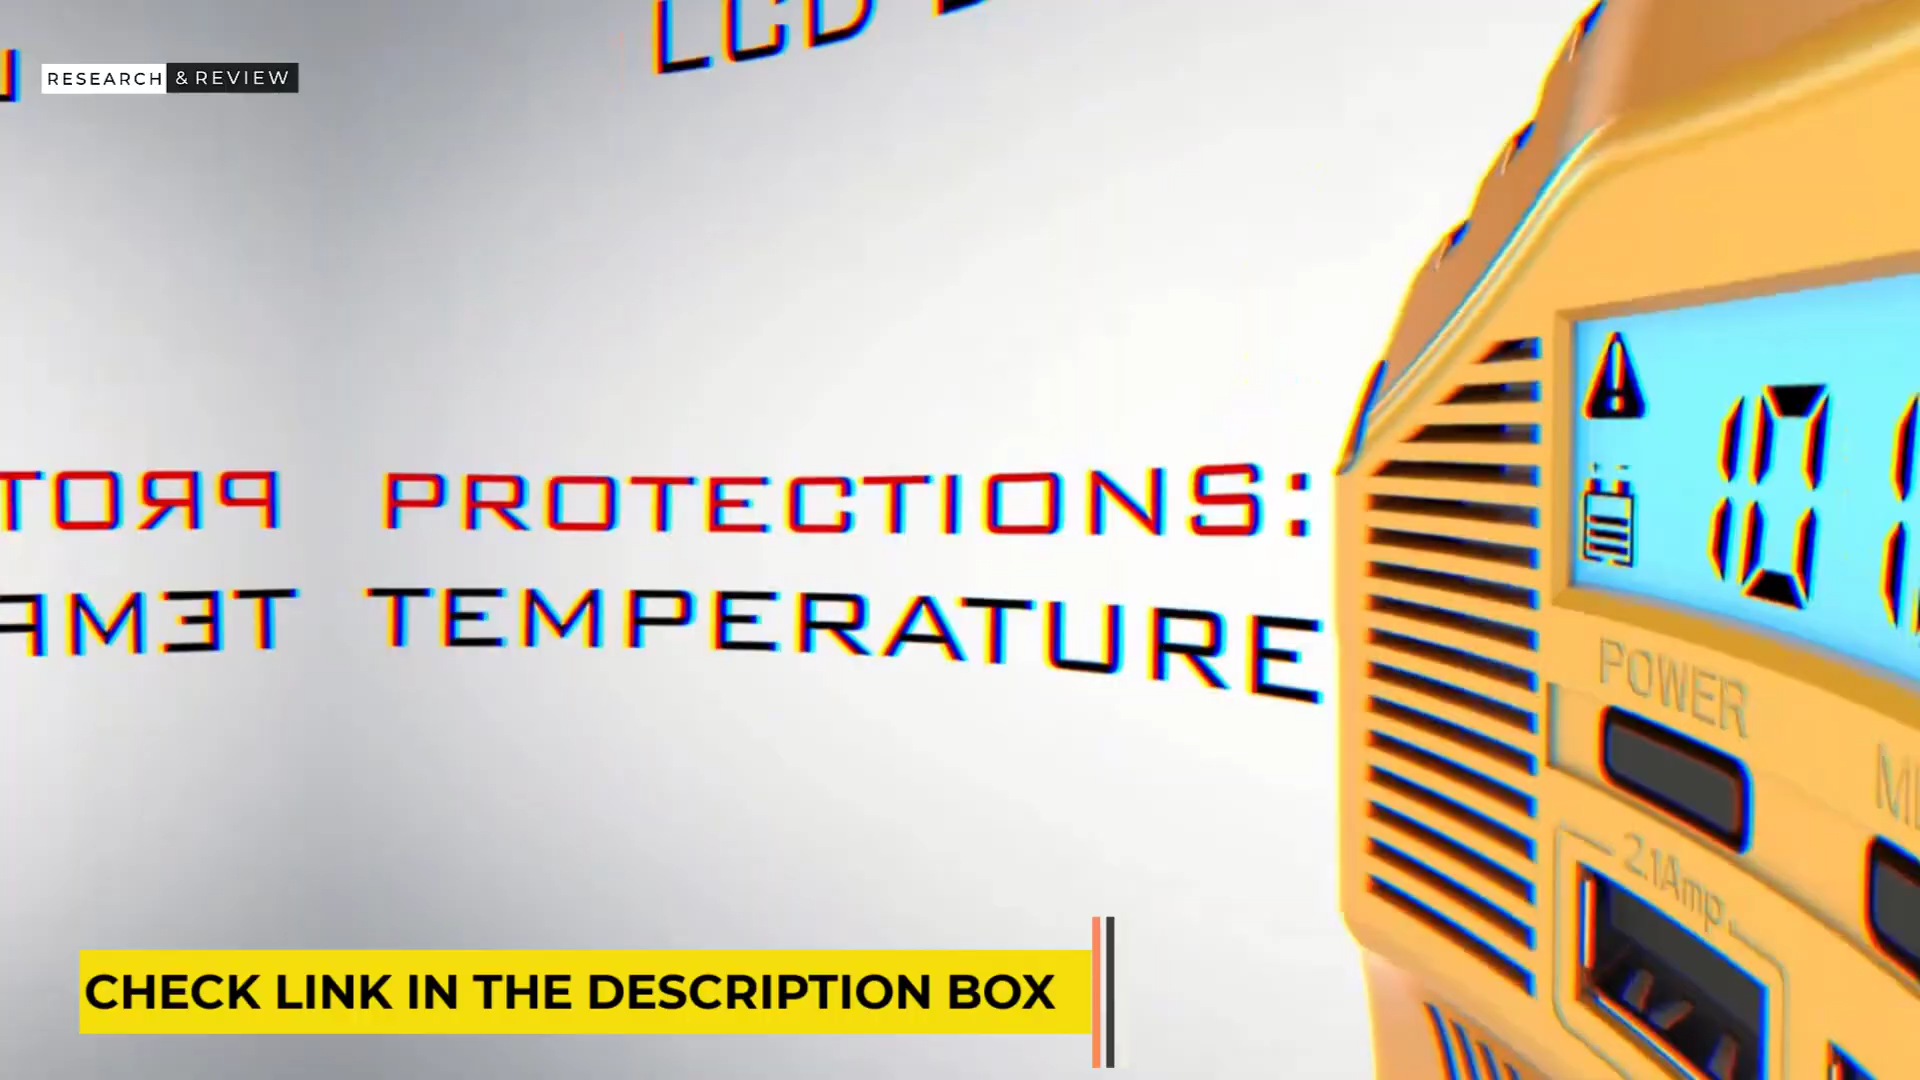 LCD
RESEARCH & REVIEW
PROTECTIONS:
TEMPERATURE
POWER
2.1Amp
CHECK LINK IN THE DESCRIPTION BOX